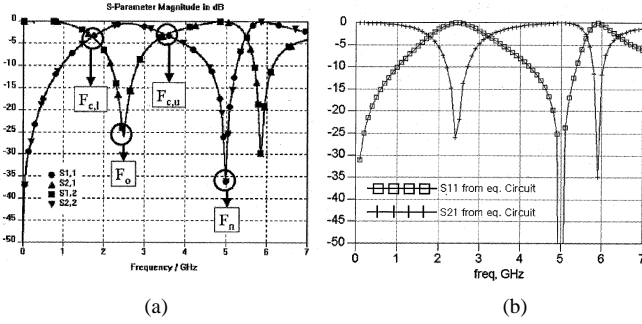 S-Parameter Magnitude in dB
0
-5
-10
-15
-20
-25
-30
-35
-40
-45
-50
F_{c,l}
F_{c,u}
F_o
F_n
S1,1
S2,1
S1,2
S2,2
0 1 2 3 4 5 6 7
Frequency / GHz
(a)
0
-5
-10
-15
-20
-25
-30
-35
-40
-45
-50
S11 from eq. Circuit
S21 from eq. Circuit
0 1 2 3 4 5 6 7
freq, GHz
(b)